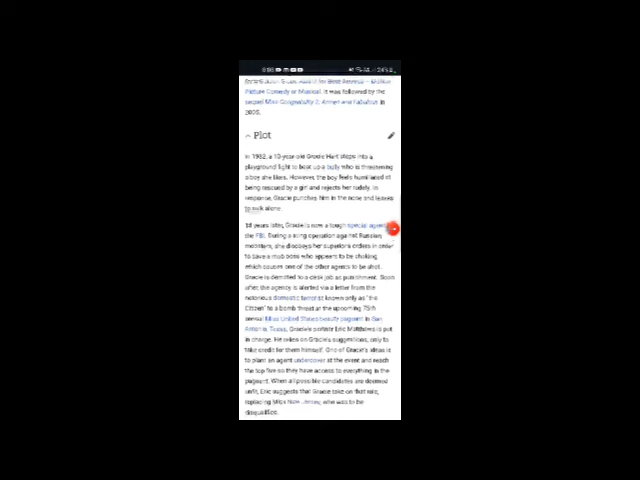 Picture Comedy or Musical. It was followed by the
sequel Miss Congeniality 2: Armed and Fabulous in
2005.
Plot
In 1982, a 10-year-old Gracie Hart steps into a
playground fight to beat up a bully who is threatening
a boy she likes. However, the boy feels humiliated at
being rescued by a girl and rejects her rudely. In
response, Gracie punches him in the nose and leaves
to sulk alone.
18 years later, Gracie is now a tough special agent
the FBI. During a sting operation against Russian
mobsters, she disobeys her superior's orders in order
to save a mob boss who appears to be choking,
which causes one of the other agents to be shot.
Gracie is demoted to a desk job as punishment. Soon
after, the agency is alerted via a letter from the
notorious domestic terrorist known only as "the
Citizen" to a bomb threat at the upcoming 75th
annual Miss United States beauty pageant in San
Antonio, Texas. Gracie's partner Eric Matthews is put
in charge. He relies on Gracie's suggestions, only to
take credit for them himself. One of Gracie's ideas is
to plant an agent undercover at the event and reach
the top five so they have access to everything in the
pageant. When all possible candidates are deemed
unfit, Eric suggests that Gracie take on that role,
replacing Miss New Jersey, who was to be
disqualified.